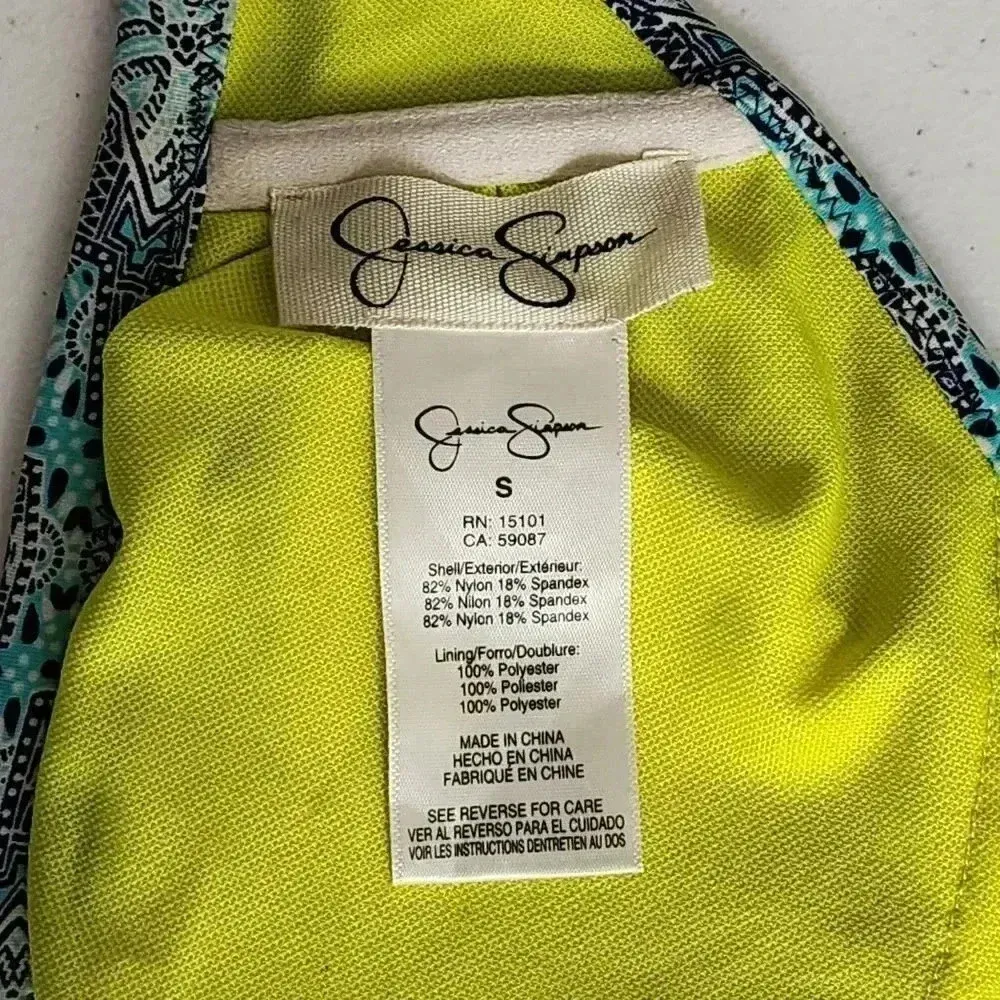 Jessica Simpson
Jessica Simpson
S
RN: 15101
CA: 59087
Shell/Exterior/Extérieur:
82% Nylon 18% Spandex
82% Nilon 18% Spandex
82% Nylon 18% Spandex
Lining/Forro/Doublure:
100% Polyester
100% Poliester
100% Polyester
MADE IN CHINA
HECHO EN CHINA
FABRIQUÉ EN CHINE
SEE REVERSE FOR CARE
VER AL REVERSO PARA EL CUIDADO
VOIR LES INSTRUCTIONS DENTRETIEN AU DOS